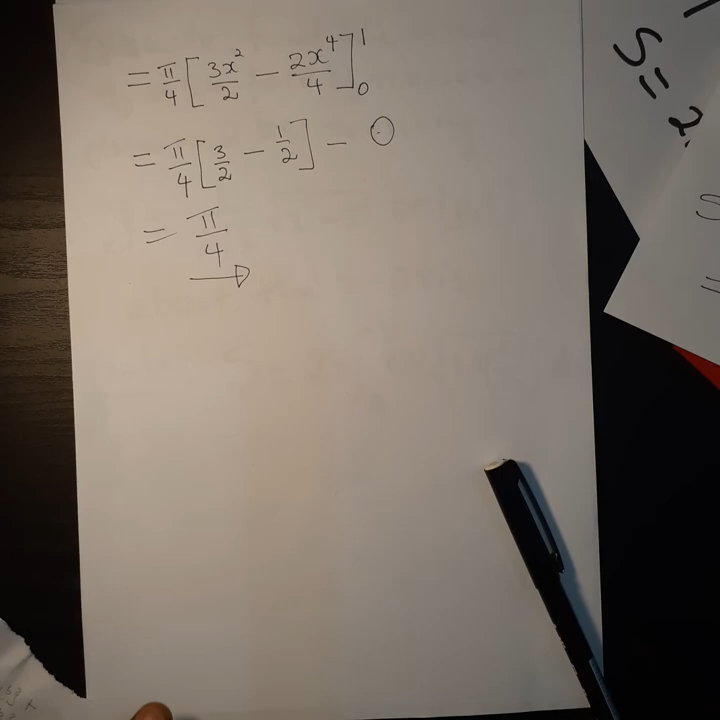 = π/4 [ 3x²/2 − 2x⁴/4 ]₀¹
= π/4 [ 3/2 − 1/2 ] − 0
= π/4
S = 2.